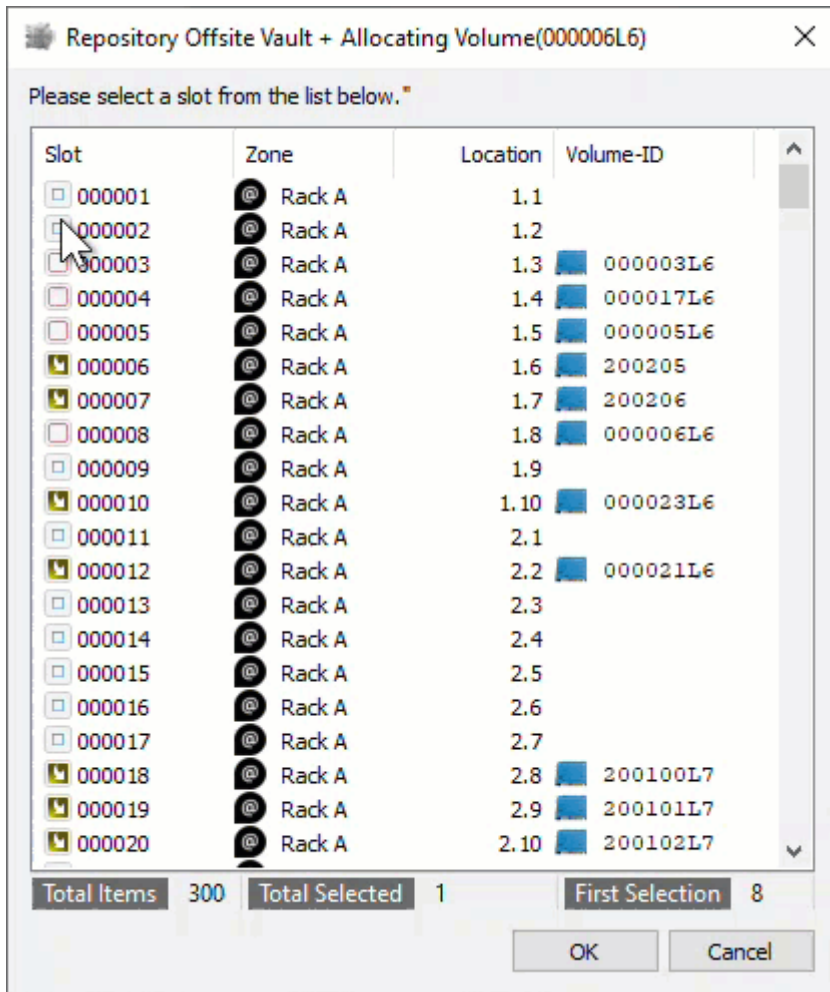 Repository Offsite Vault + Allocating Volume(000006L6)
Please select a slot from the list below."
Slot Zone Location Volume-ID
000001 @ Rack A 1.1
000002 @ Rack A 1.2
000003 @ Rack A 1.3 000003L6
000004 @ Rack A 1.4 000017L6
000005 @ Rack A 1.5 000005L6
000006 @ Rack A 1.6 200205
000007 @ Rack A 1.7 200206
000008 @ Rack A 1.8 000006L6
000009 @ Rack A 1.9
000010 @ Rack A 1.10 000023L6
000011 @ Rack A 2.1
000012 @ Rack A 2.2 000021L6
000013 @ Rack A 2.3
000014 @ Rack A 2.4
000015 @ Rack A 2.5
000016 @ Rack A 2.6
000017 @ Rack A 2.7
000018 @ Rack A 2.8 200100L7
000019 @ Rack A 2.9 200101L7
000020 @ Rack A 2.10 200102L7
Total Items 300 Total Selected 1 First Selection 8
OK Cancel